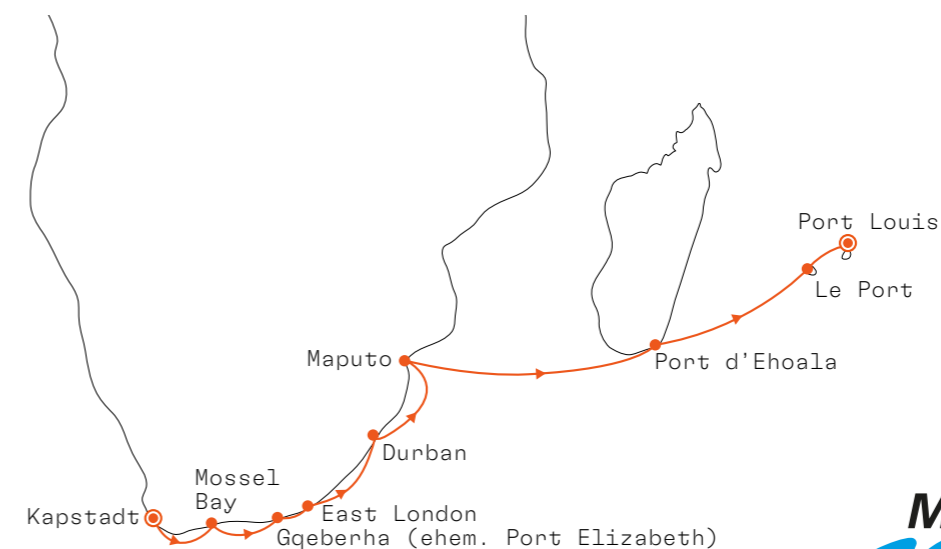 Port Louis
Le Port
Maputo
Port d'Ehoala
Durban
Mossel
Bay
Kapstadt
East London
Gqeberha (ehem. Port Elizabeth)
M